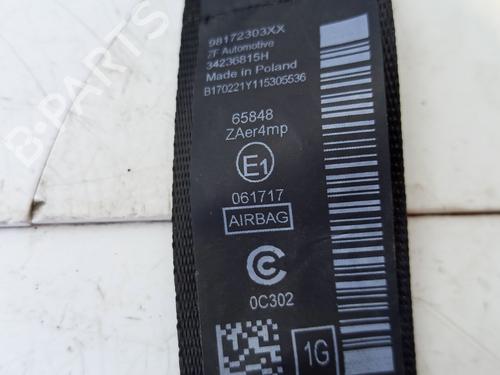 98172303XX
ZF Automotive
34236815H
Made in Poland
B170221Y115305536
65848
ZAer4mp
E1
061717
AIRBAG
C
0C302
1G
B-Parts